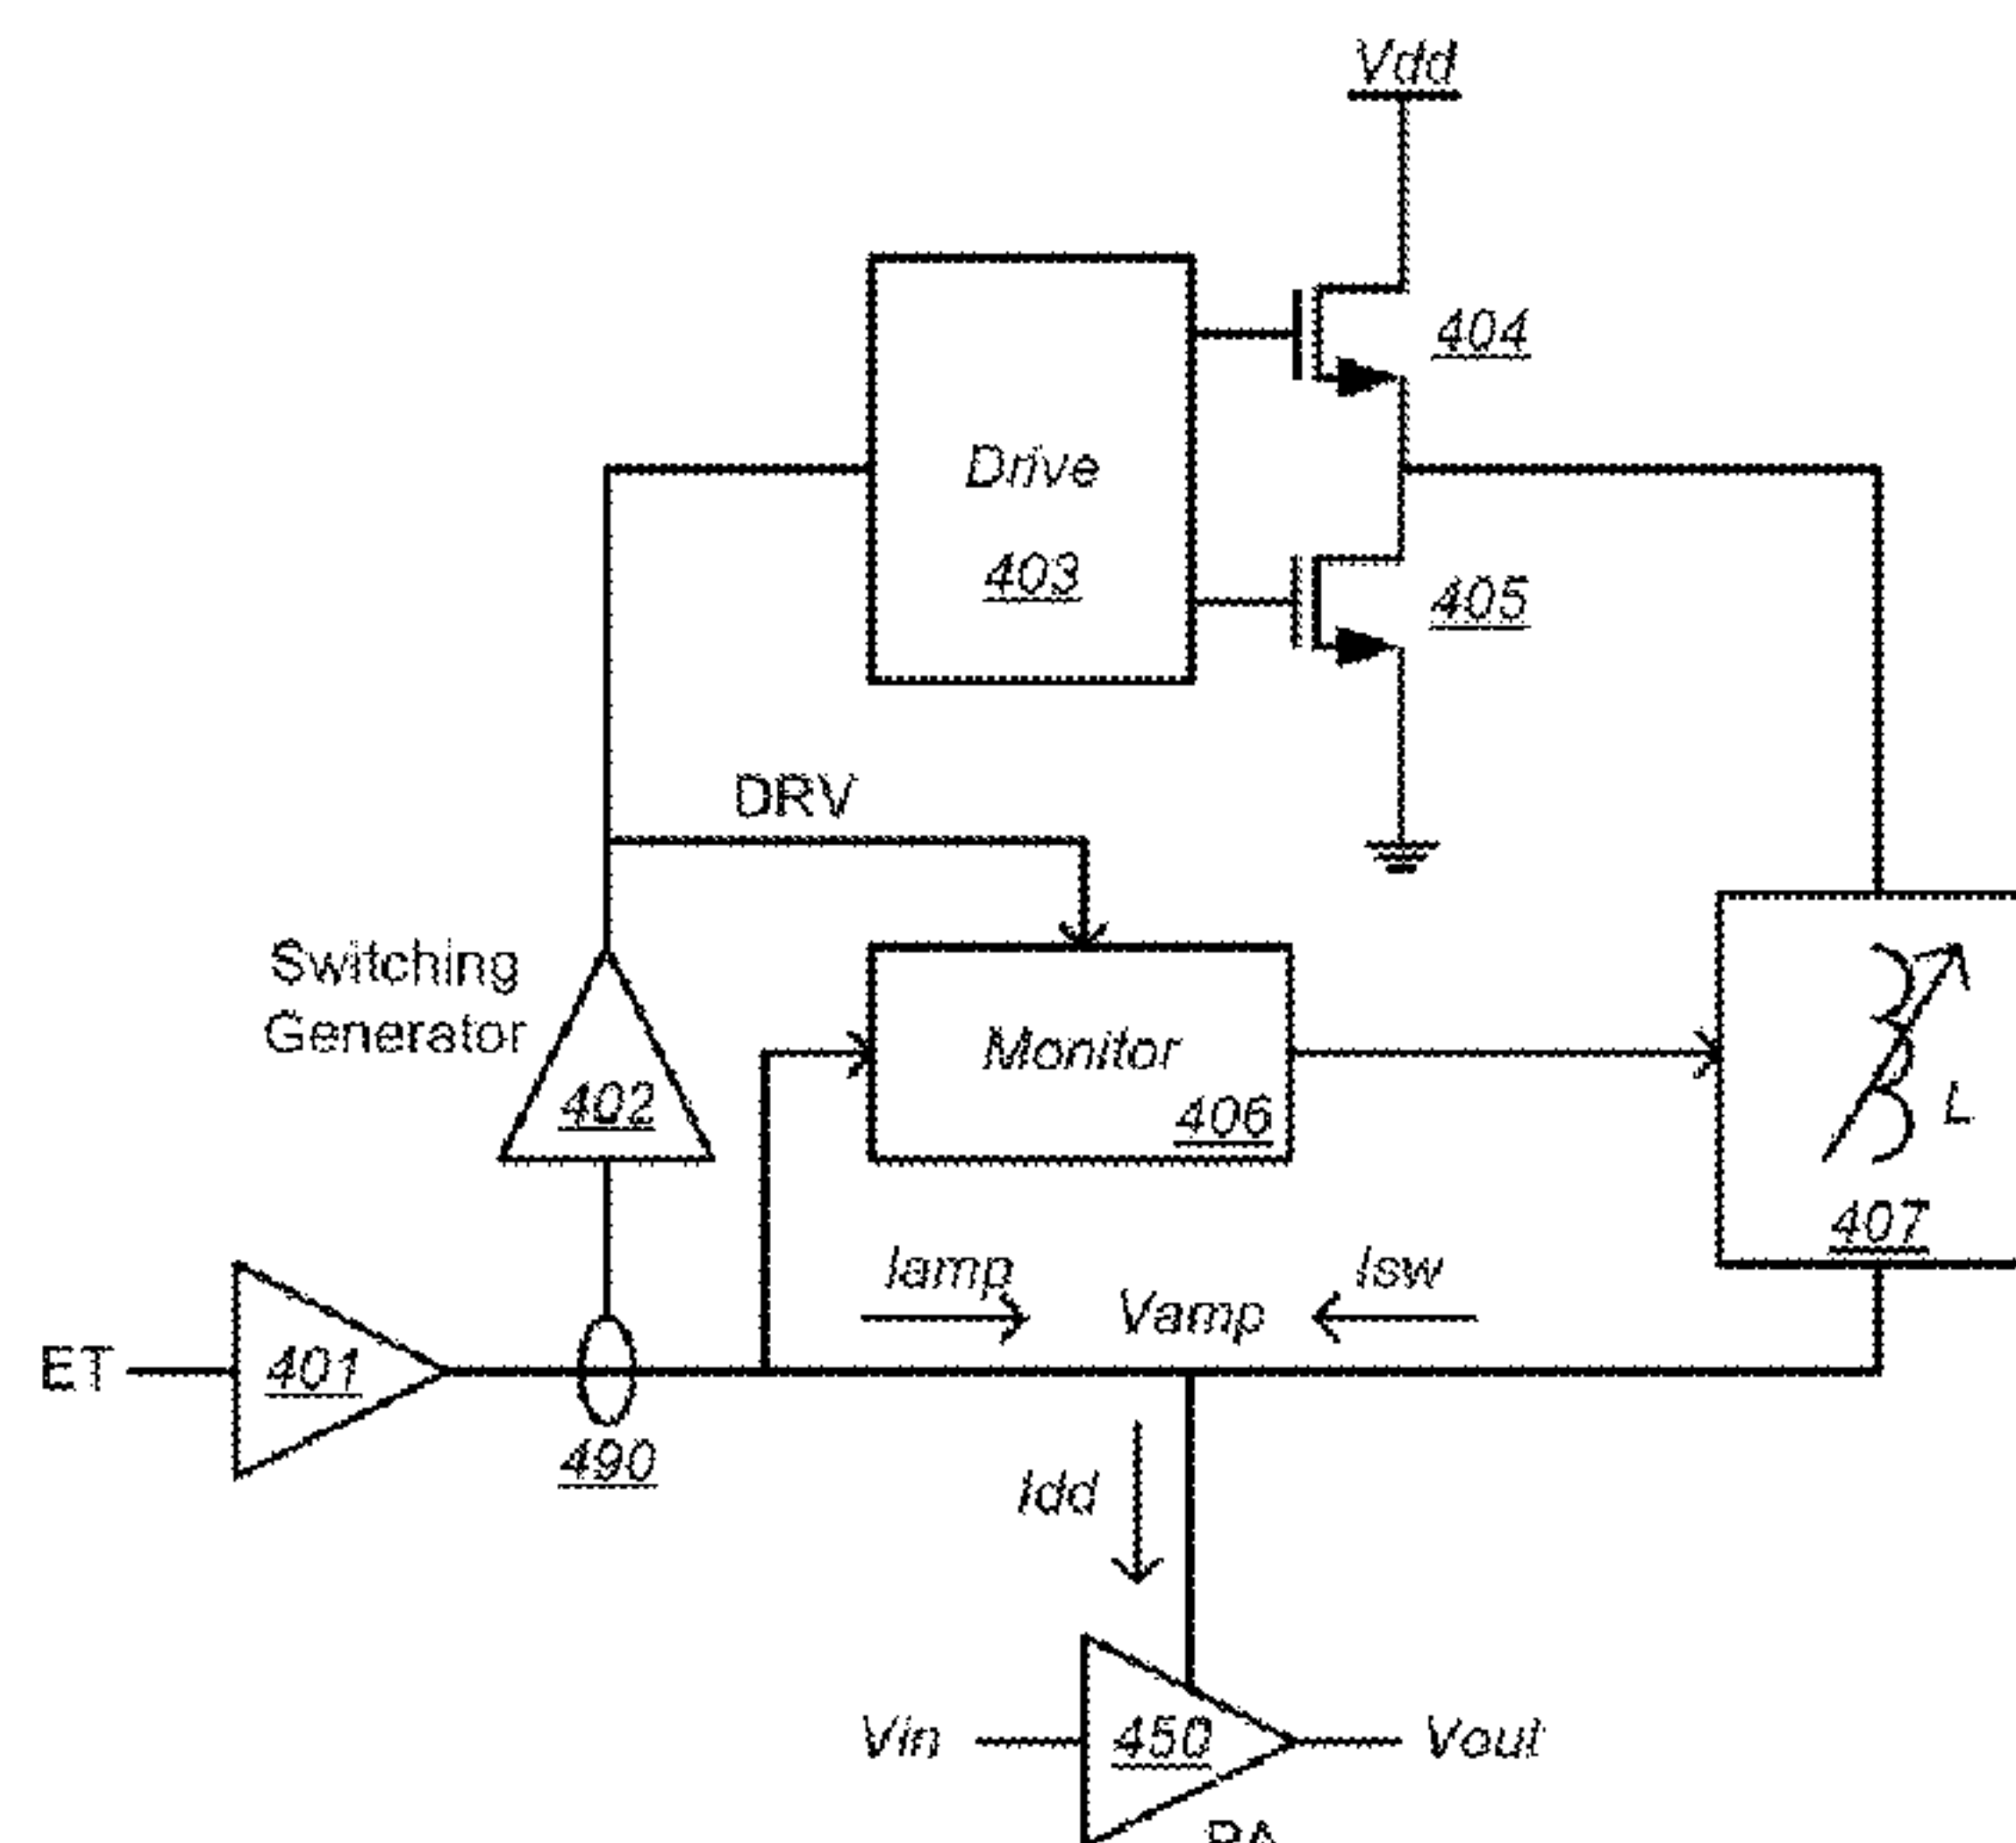 Vdd
404
Drive
403
405
DRV
Switching
Generator
402
Monitor
406
L
407
Iamp
Vamp
Isw
ET
401
490
Idd
Vin
450
Vout
PA